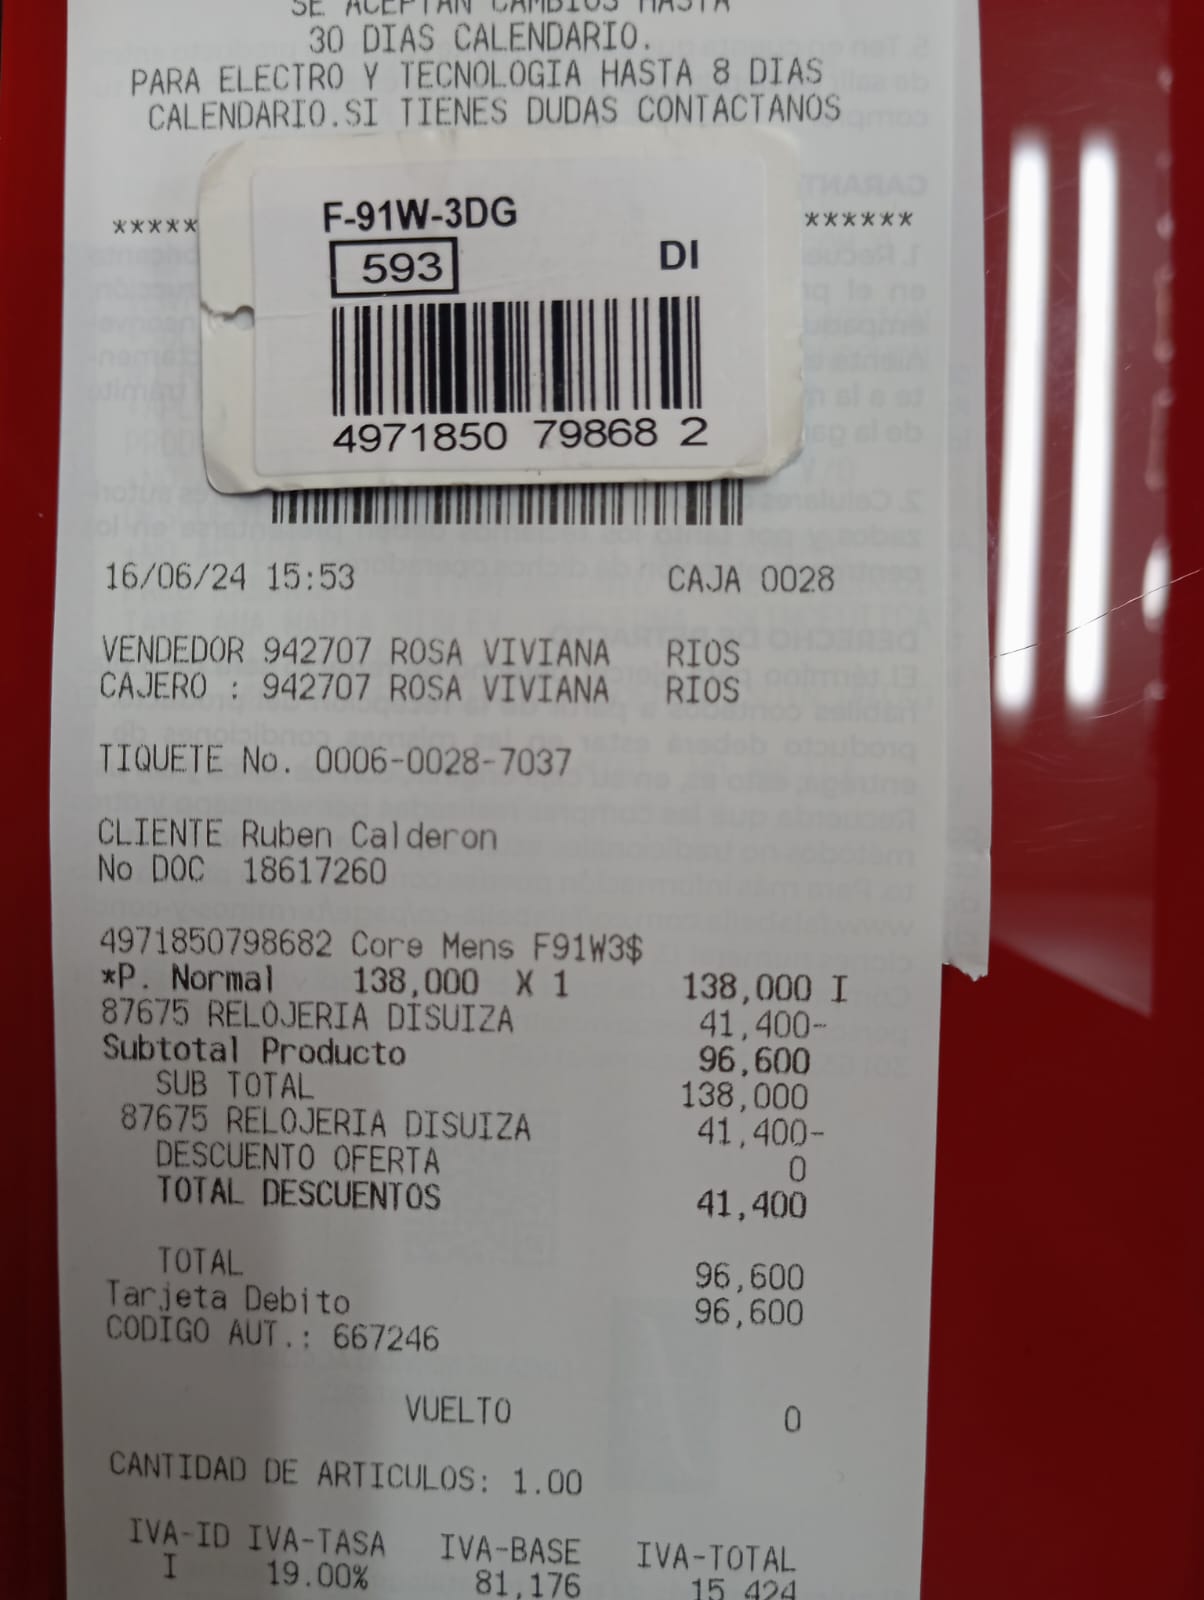 SE ACEPTAN CAMBIOS HASTA
30 DIAS CALENDARIO.
PARA ELECTRO Y TECNOLOGIA HASTA 8 DIAS
CALENDARIO.SI TIENES DUDAS CONTACTANOS
***** ******
F-91W-3DG
593 DI
4971850 79868 2
16/06/24 15:53 CAJA 0028
VENDEDOR 942707 ROSA VIVIANA RIOS
CAJERO : 942707 ROSA VIVIANA RIOS
TIQUETE No. 0006-0028-7037
CLIENTE Ruben Calderon
No DOC 18617260
4971850798682 Core Mens F91W3$
*P. Normal 138,000 X 1 138,000 I
87675 RELOJERIA DISUIZA 41,400-
Subtotal Producto 96,600
SUB TOTAL 138,000
87675 RELOJERIA DISUIZA 41,400-
DESCUENTO OFERTA 0
TOTAL DESCUENTOS 41,400
TOTAL 96,600
Tarjeta Debito 96,600
CODIGO AUT.: 667246
VUELTO 0
CANTIDAD DE ARTICULOS: 1.00
IVA-ID IVA-TASA IVA-BASE IVA-TOTAL
I 19.00% 81,176 15,424